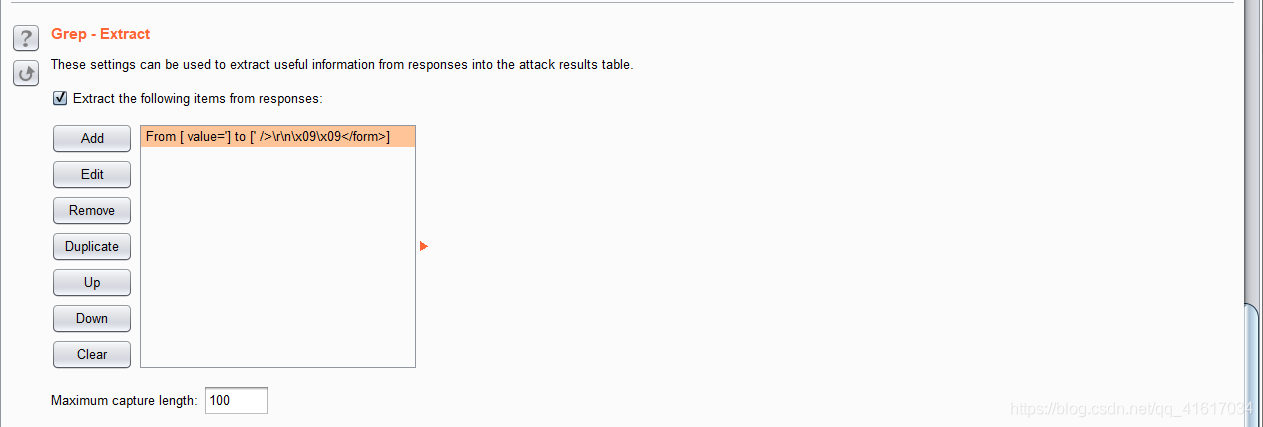 Grep - Extract
?
These settings can be used to extract useful information from responses into the attack results table.
Extract the following items from responses:
Add
From [ value='] to [' />\r\n\x09\x09</form>]
Edit
Remove
Duplicate
Up
Down
Clear
Maximum capture length: 100
https://blog.csdn.net/qq_41617034